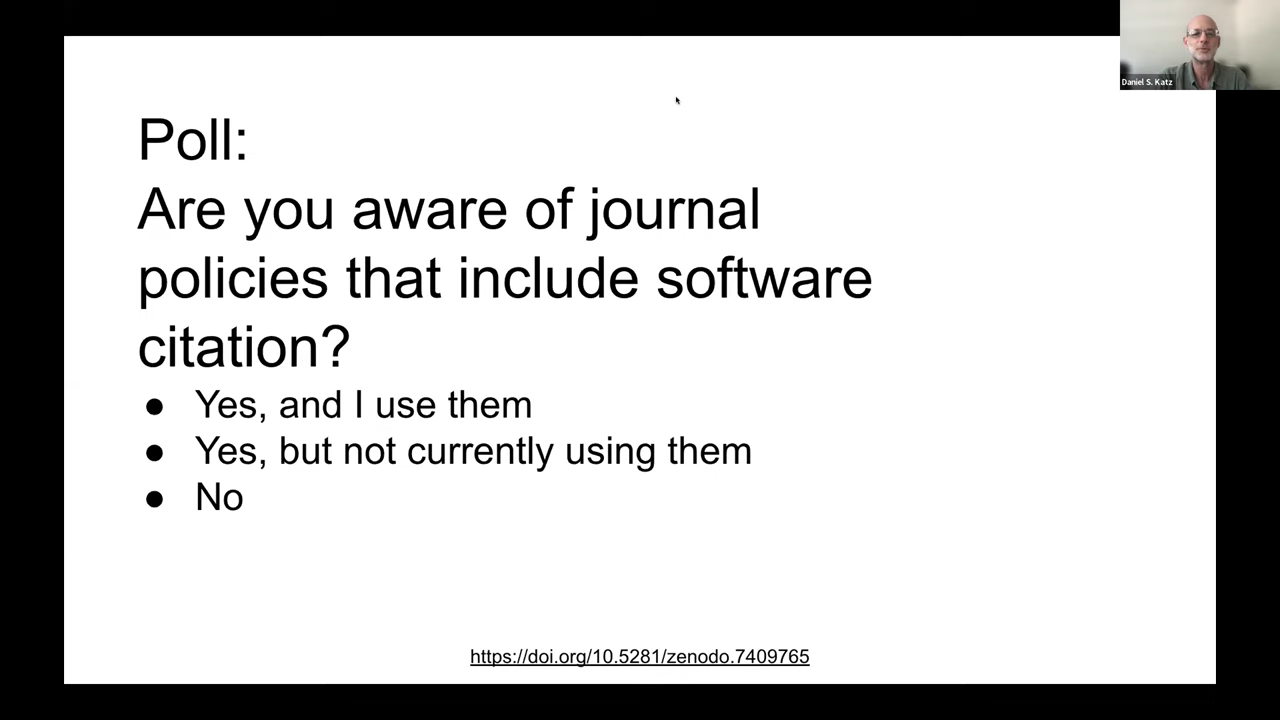 Daniel S. Katz
Poll:
Are you aware of journal
policies that include software
citation?
● Yes, and I use them
● Yes, but not currently using them
● No
https://doi.org/10.5281/zenodo.7409765